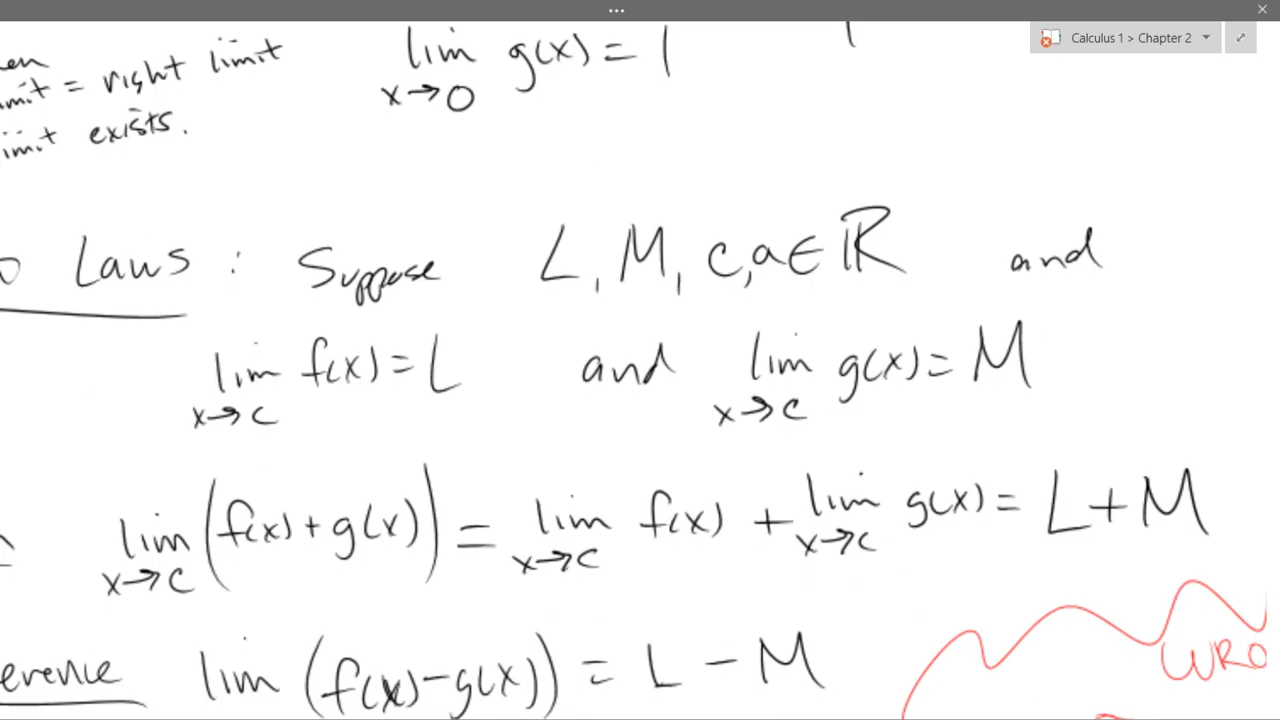 Calculus 1 > Chapter 2
lim g(x) = 1
x→0
= right limit
exists.
Laws : Suppose L, M, c, a ∈ ℝ and
lim f(x) = L and lim g(x) = M
x→c x→c
lim (f(x) + g(x)) = lim f(x) + lim g(x) = L + M
x→c x→c x→c
lim (f(x) - g(x)) = L - M